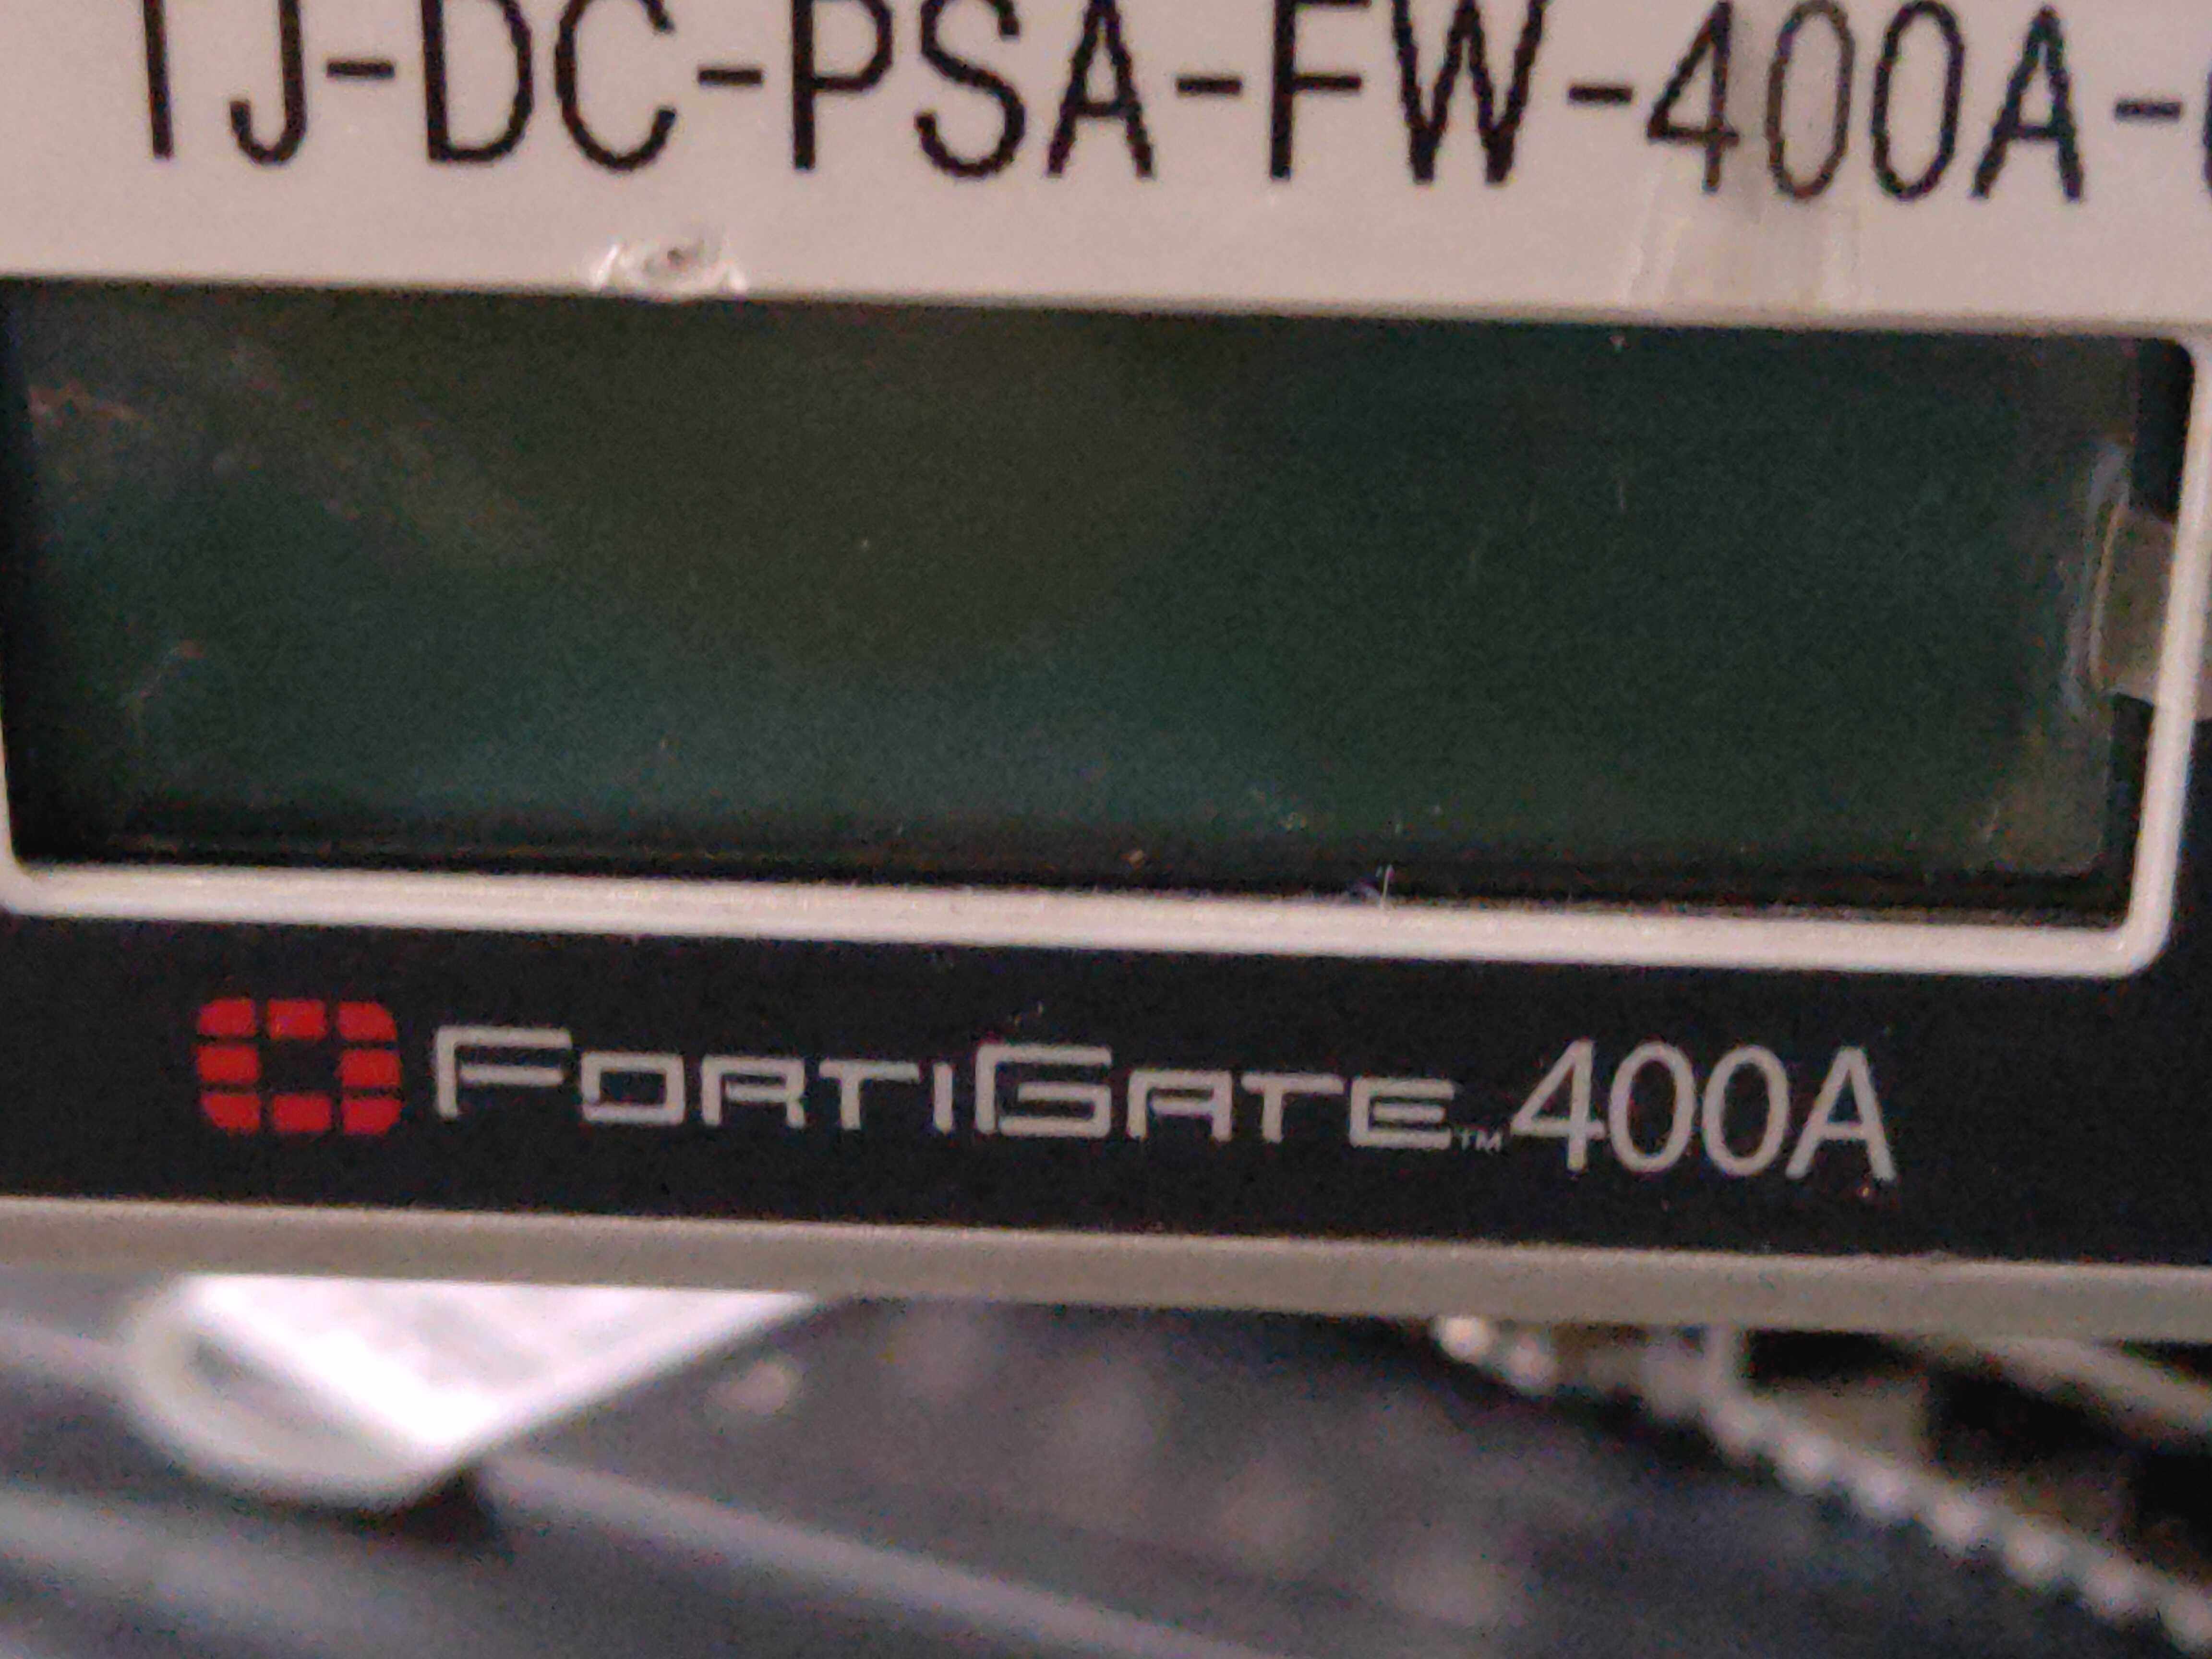 TJ-DC-PSA-FW-400A-
FORTIGATE™ 400A